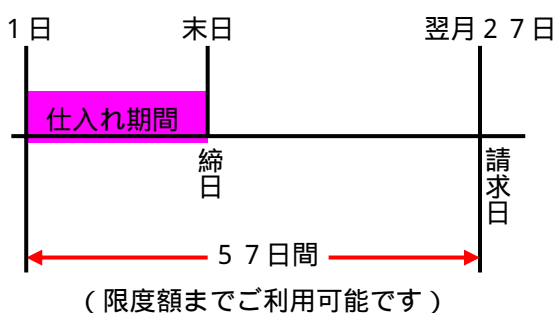 1日
末日
翌月２７日
仕入れ期間
締日
請求日
５７日間
（限度額までご利用可能です）